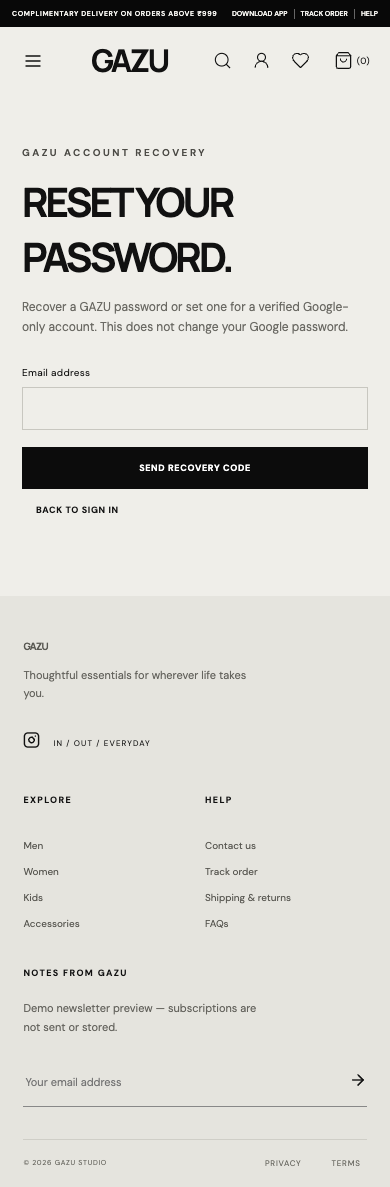 COMPLIMENTARY DELIVERY ON ORDERS ABOVE ₹999 DOWNLOAD APP TRACK ORDER HELP
GAZU (0)
GAZU ACCOUNT RECOVERY
RESET YOUR
PASSWORD.
Recover a GAZU password or set one for a verified Google-
only account. This does not change your Google password.
Email address
SEND RECOVERY CODE
BACK TO SIGN IN
GAZU
Thoughtful essentials for wherever life takes
you.
IN / OUT / EVERYDAY
EXPLORE HELP
Men Contact us
Women Track order
Kids Shipping & returns
Accessories FAQs
NOTES FROM GAZU
Demo newsletter preview — subscriptions are
not sent or stored.
Your email address
© 2026 GAZU STUDIO PRIVACY TERMS